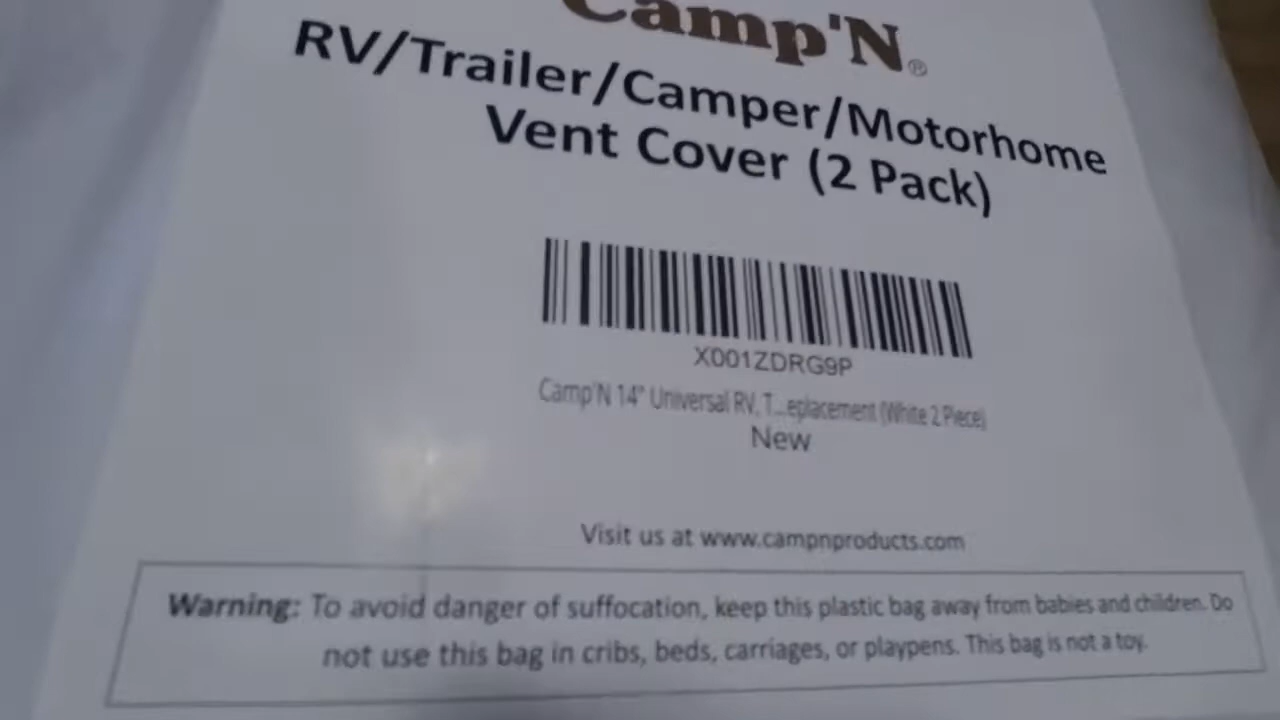 Camp'N®
RV/Trailer/Camper/Motorhome
Vent Cover (2 Pack)
X001ZDRG9P
Camp'N 14" Universal RV, T...eplacement (White 2 Piece)
New
Visit us at www.campnproducts.com
Warning: To avoid danger of suffocation, keep this plastic bag away from babies and children. Do
not use this bag in cribs, beds, carriages, or playpens. This bag is not a toy.